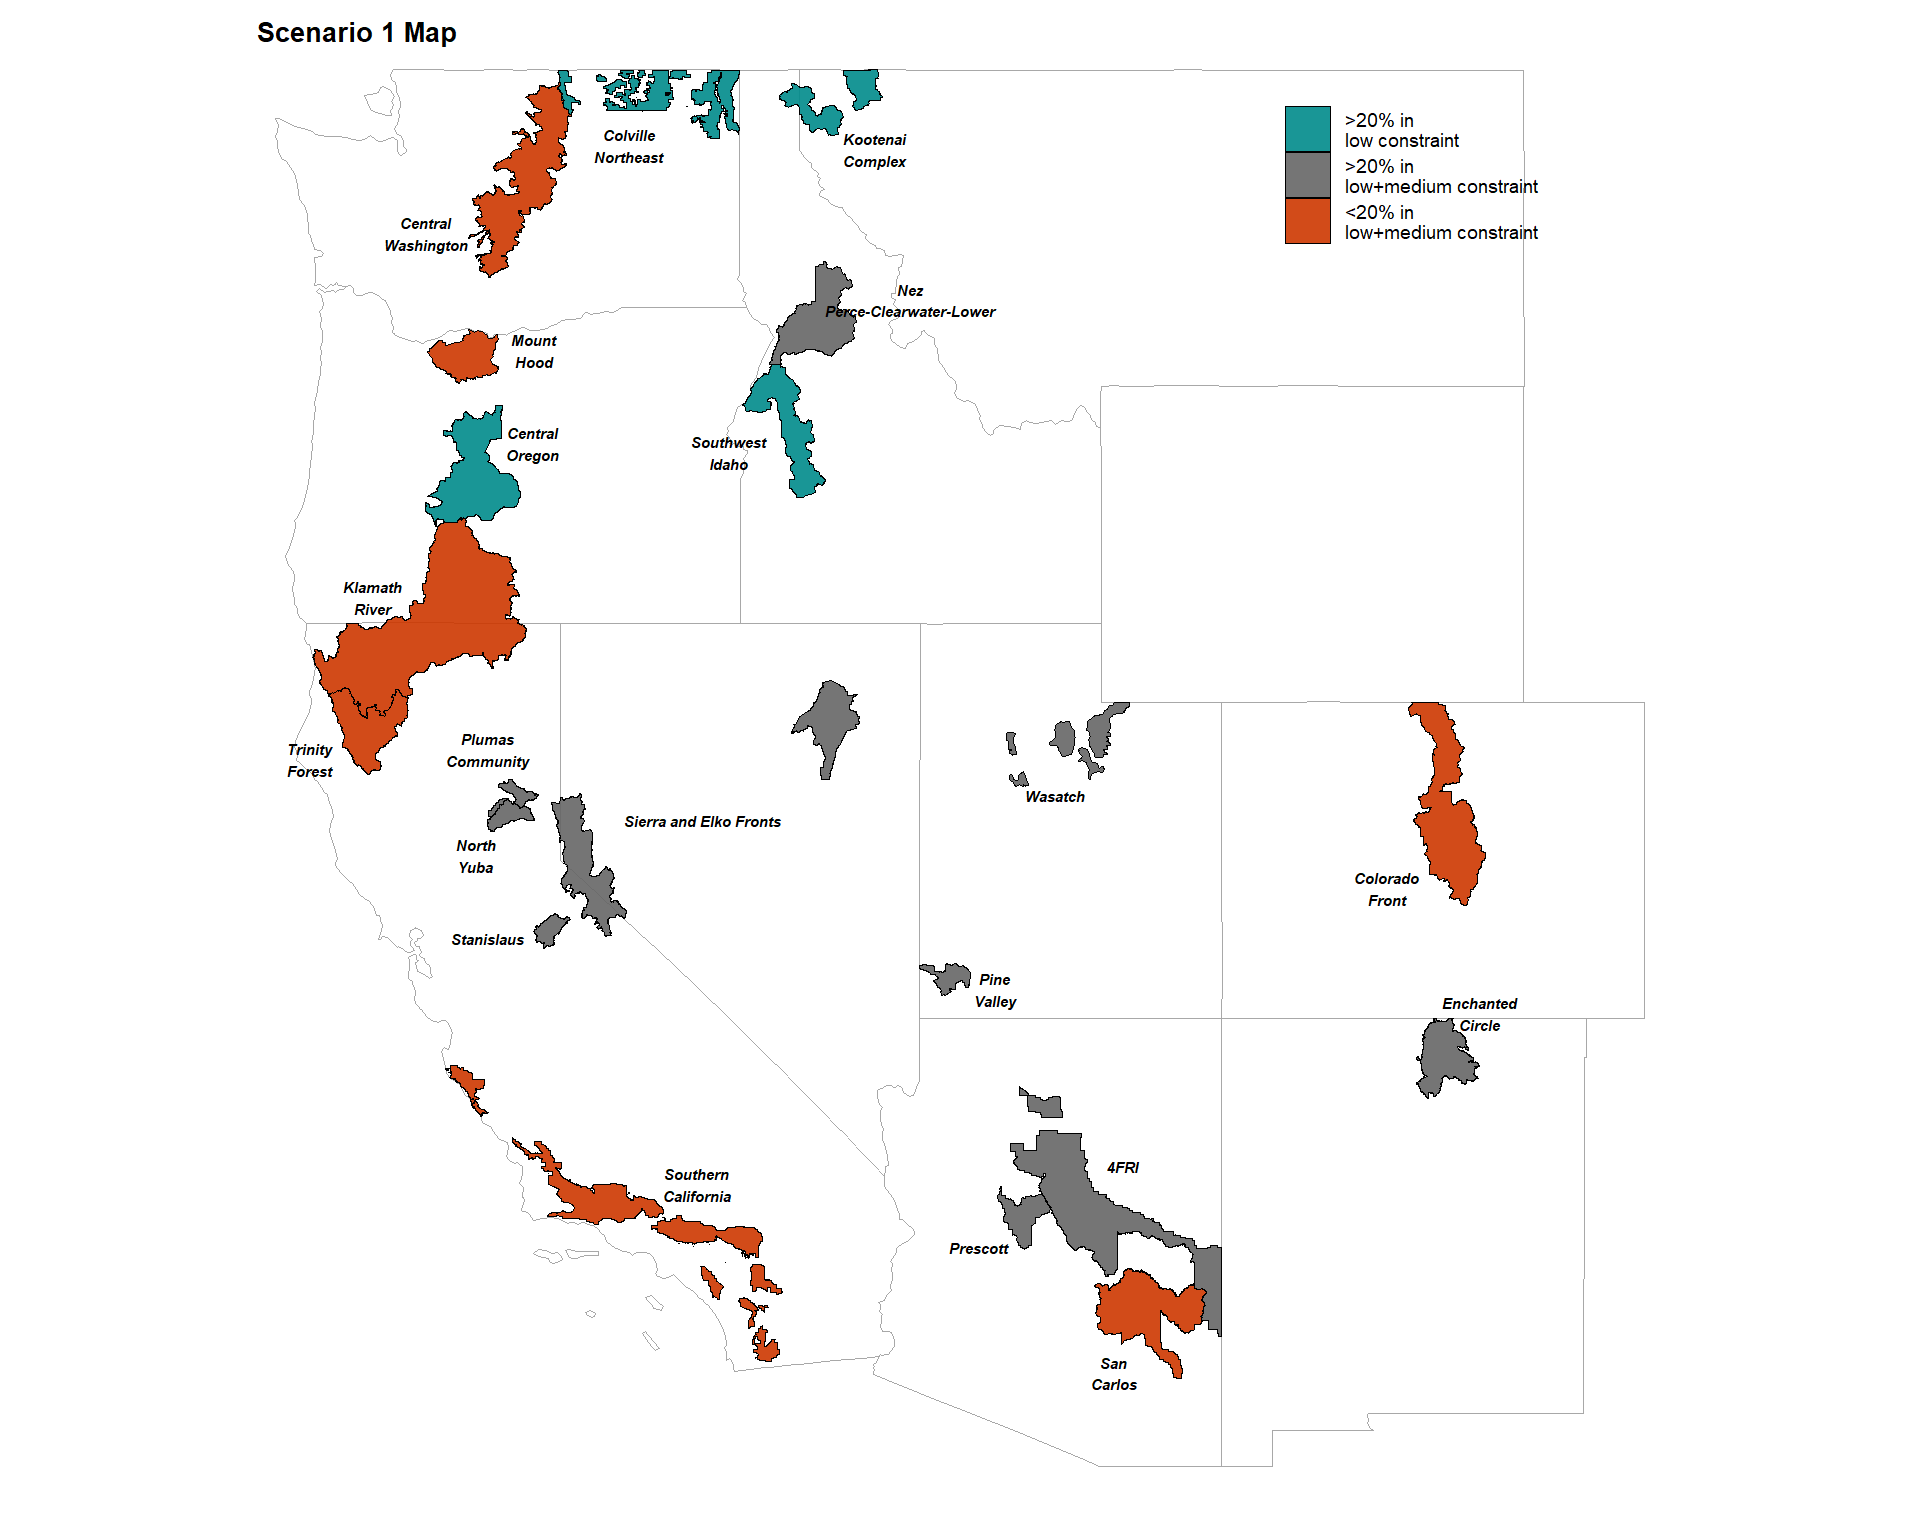 Scenario 1 Map
>20% in
low constraint
>20% in
low+medium constraint
<20% in
low+medium constraint
Colville
Northeast
Kootenai
Complex
Central
Washington
Nez
Perce-Clearwater-Lower
Mount
Hood
Central
Oregon
Southwest
Idaho
Klamath
River
Trinity
Forest
Plumas
Community
North
Yuba
Sierra and Elko Fronts
Wasatch
Stanislaus
Colorado
Front
Pine
Valley
Enchanted
Circle
Southern
California
4FRI
Prescott
San
Carlos